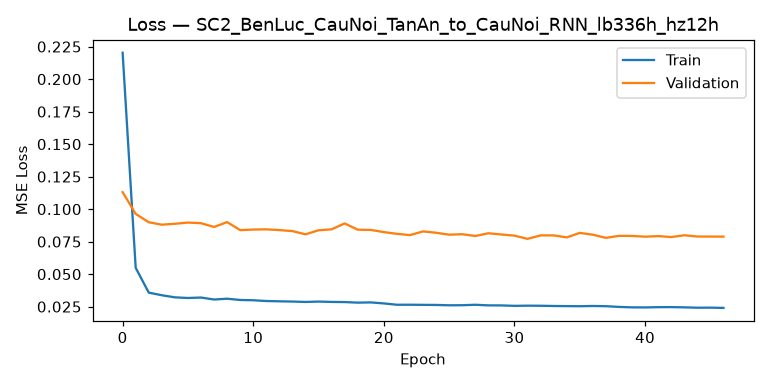 Loss — SC2_BenLuc_CauNoi_TanAn_to_CauNoi_RNN_lb336h_hz12h
Train
Validation
MSE Loss
0.225
0.200
0.175
0.150
0.125
0.100
0.075
0.050
0.025
0 10 20 30 40
Epoch